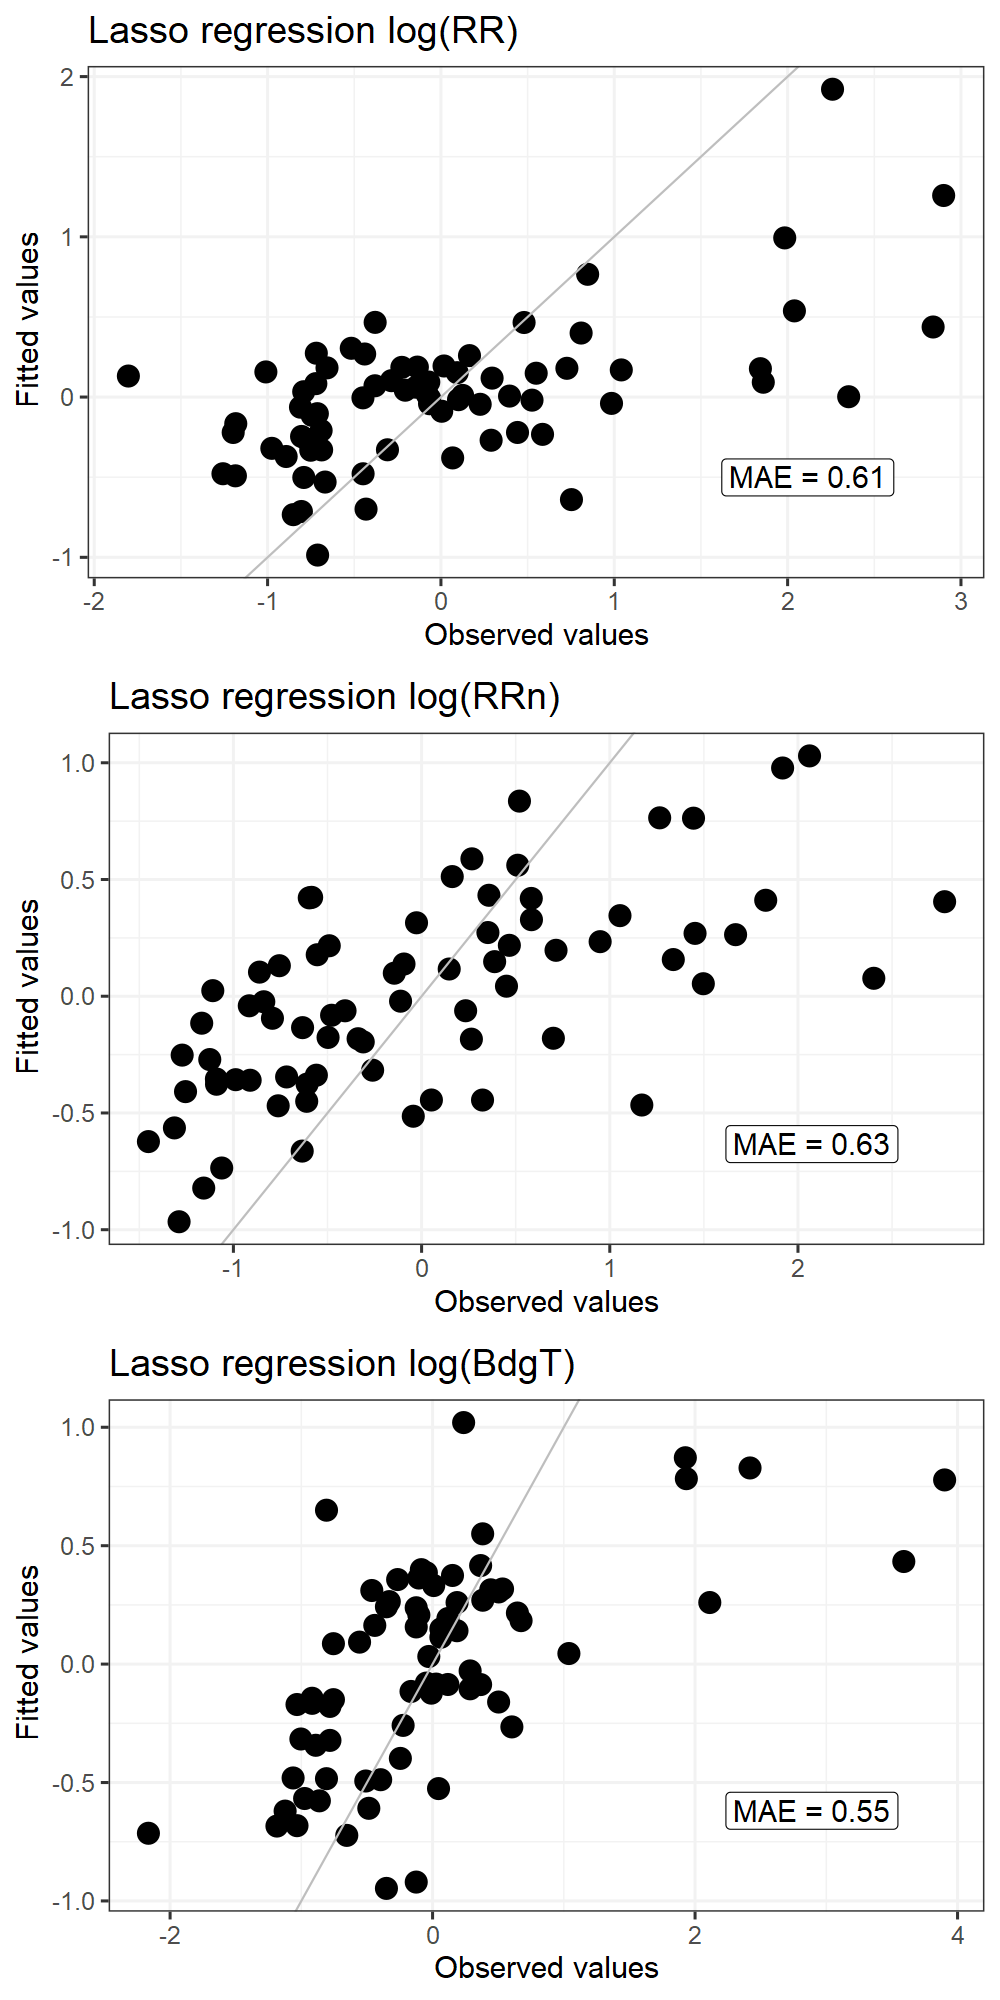 Lasso regression log(RR)
2
1
0
-1
Fitted values
MAE = 0.61
-2 -1 0 1 2 3
Observed values
Lasso regression log(RRn)
1.0
0.5
0.0
-0.5
-1.0
Fitted values
MAE = 0.63
-1 0 1 2
Observed values
Lasso regression log(BdgT)
1.0
0.5
0.0
-0.5
-1.0
Fitted values
MAE = 0.55
-2 0 2 4
Observed values